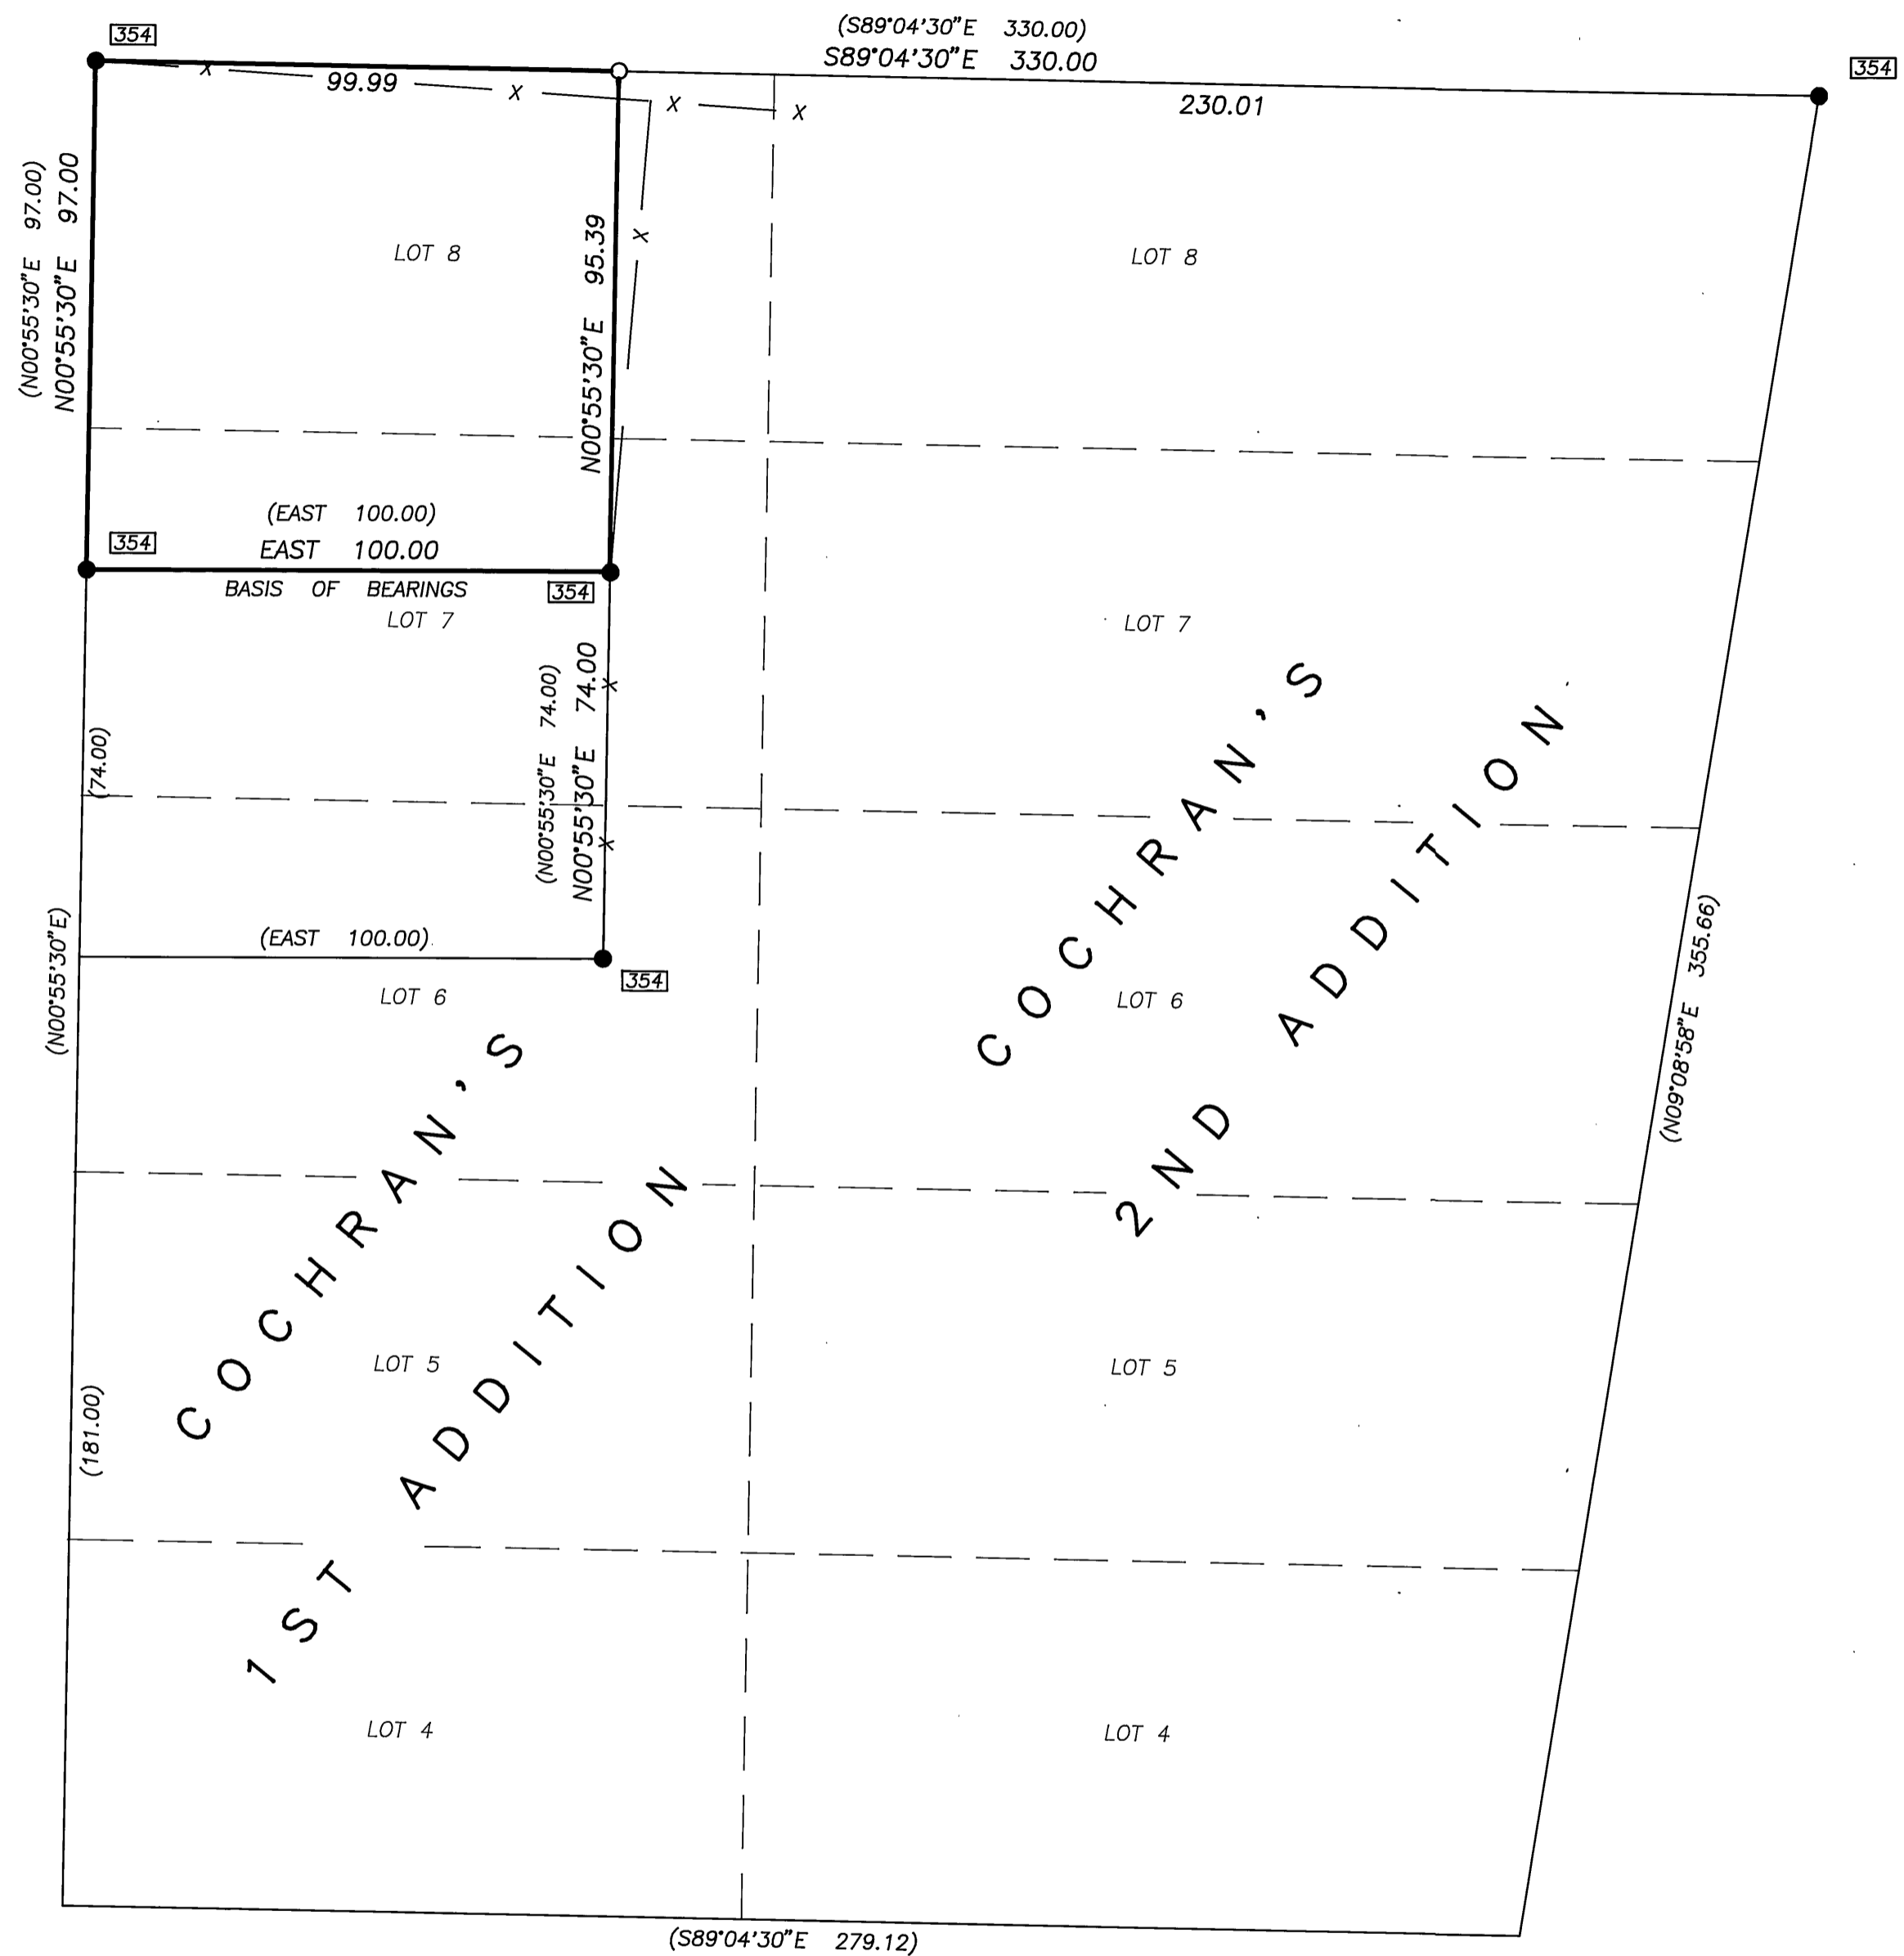 354
(S89°04'30"E 330.00)
S89°04'30"E 330.00
354
99.99
X
X
X
X
230.01
(N00°55'30"E 97.00)
N00°55'30"E 97.00
N00°55'30"E 95.39
X
LOT 8
LOT 8
(EAST 100.00)
354
EAST 100.00
BASIS OF BEARINGS
354
LOT 7
LOT 7
(74.00)
(N00°55'30"E 74.00)
N00°55'30"E 74.00
X
X
(EAST 100.00)
354
(N00°55'30"E)
LOT 6
LOT 6
COCHRAN'S
1ST ADDITION
COCHRAN'S
2ND ADDITION
(N09°08'58"E 355.66)
LOT 5
LOT 5
(181.00)
LOT 4
LOT 4
(S89°04'30"E 279.12)